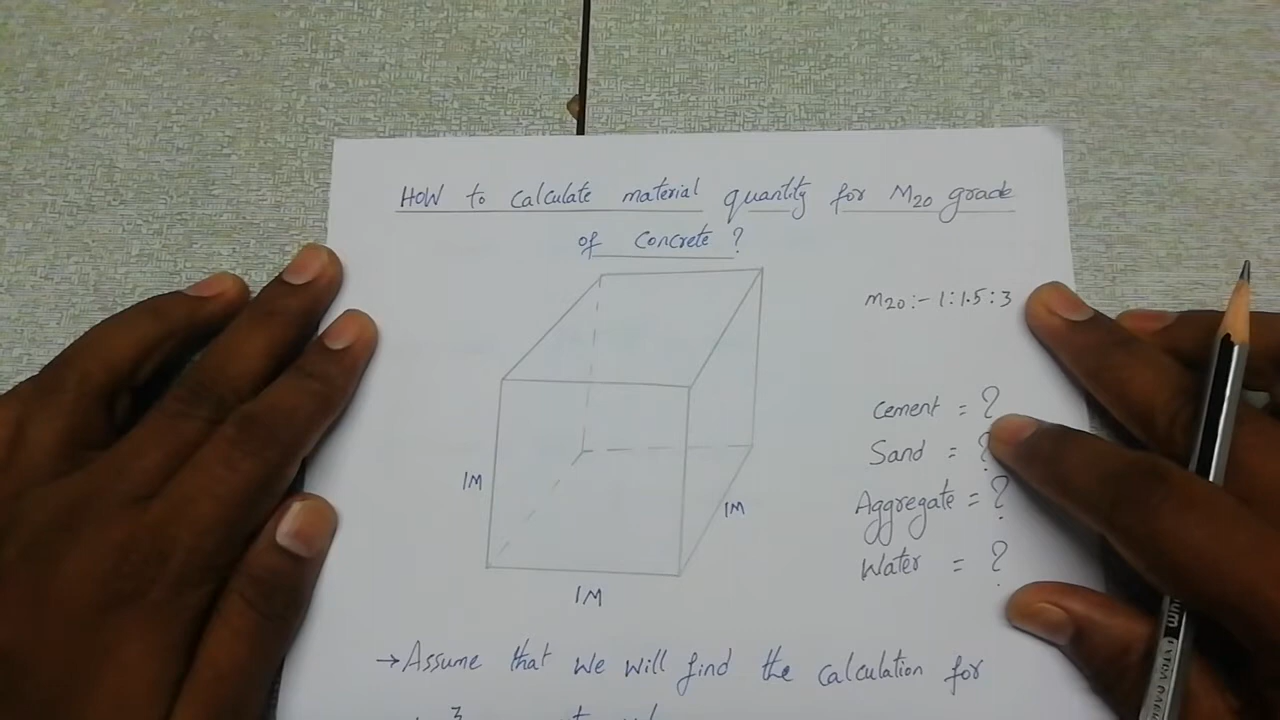 HOW to calculate material quantity for M20 grade
of concrete ?
M20 :- 1:1.5:3
Cement = ?
Sand = ?
Aggregate = ?
Water = ?
1M
1M
1M
→ Assume that we will find the calculation for